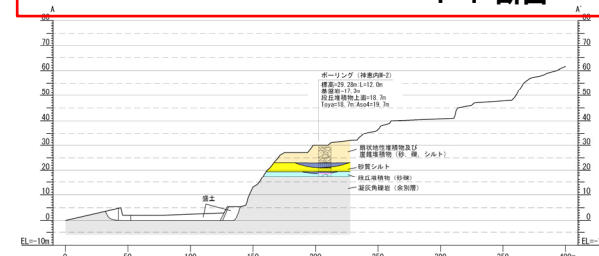 A
A'
80
80
70
70
60
60
50
50
40
40
30
30
20
20
10
10
0
0
EL=-10m
EL=-
ボーリング (神恵内M-2)
標高=29.28m:L=12.0m
基盤岩=17.3m
段丘堆積物上面=18.7m
Toya=18.7m Aso4=19.7m
扇状地性堆積物及び
崖錐堆積物 (砂、礫、シルト)
砂質シルト
段丘堆積物 (砂礫)
凝灰角礫岩 (余別層)
盛土
0
50
100
150
200
250
300
350
400m